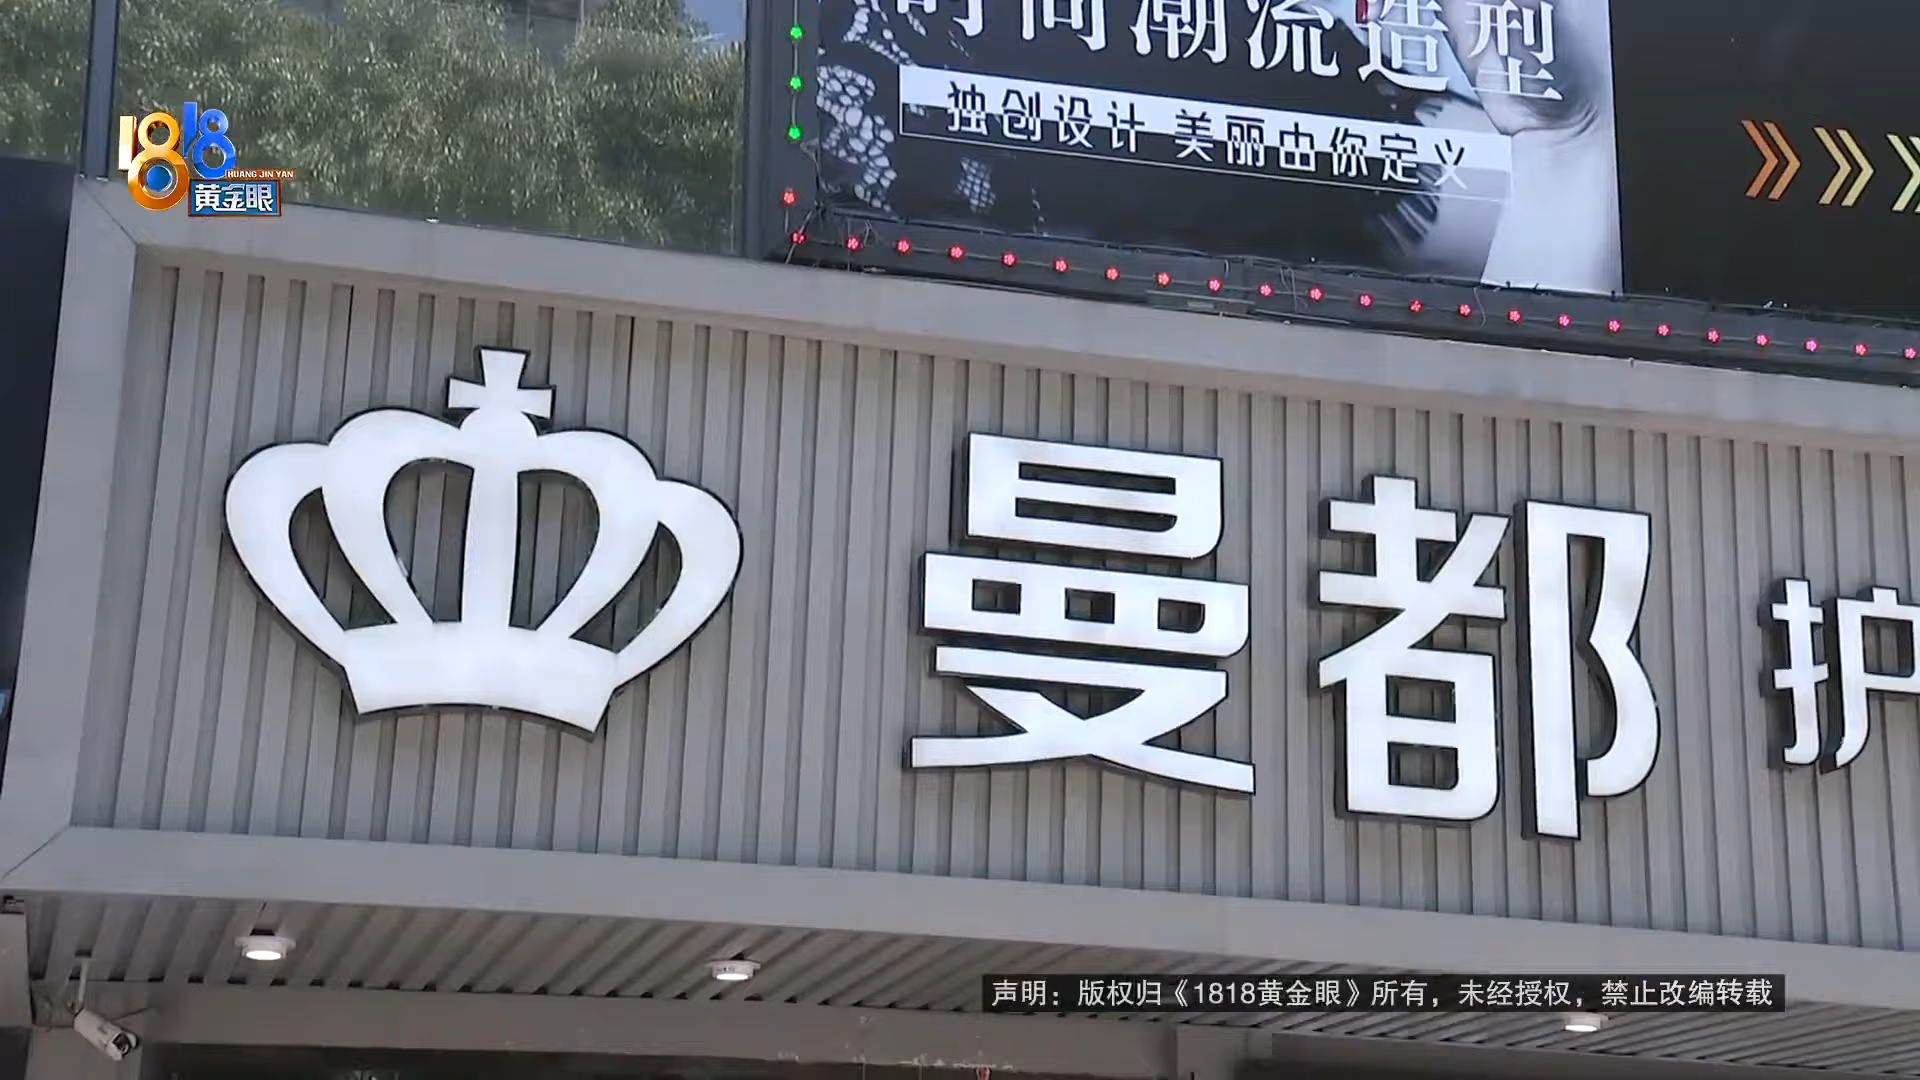 时尚潮流造型
独创设计 美丽由你定义
1818
HUANG JIN YAN
黄金眼
曼都 护
声明：版权归《1818黄金眼》所有，未经授权，禁止改编转载